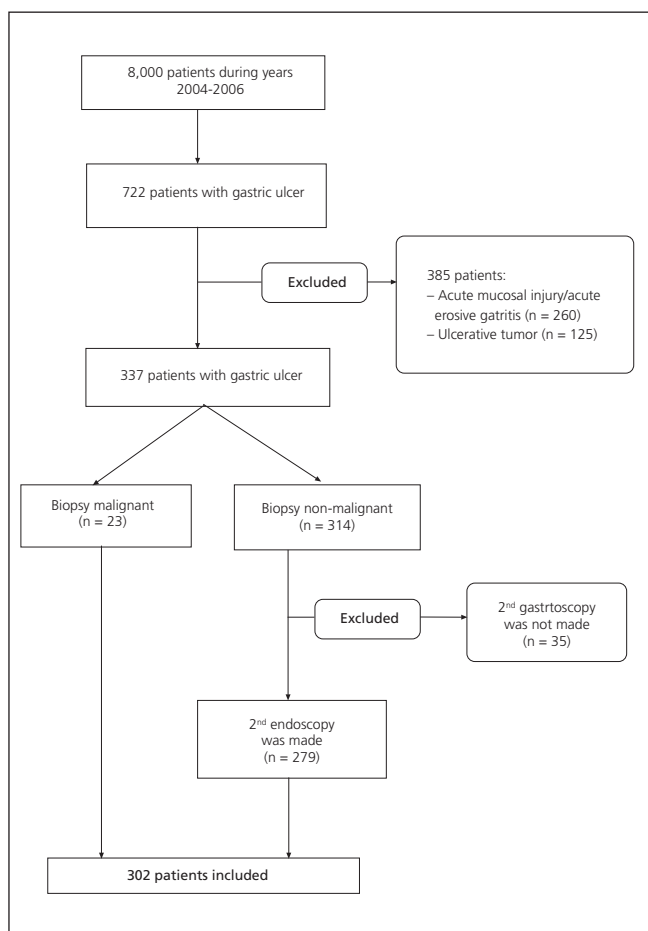 8,000 patients during years
2004-2006
722 patients with gastric ulcer
Excluded
385 patients:
– Acute mucosal injury/acute
erosive gatritis (n = 260)
– Ulcerative tumor (n = 125)
337 patients with gastric ulcer
Biopsy malignant
(n = 23)
Biopsy non-malignant
(n = 314)
Excluded
2nd gastrtoscopy
was not made
(n = 35)
2nd endoscopy
was made
(n = 279)
302 patients included